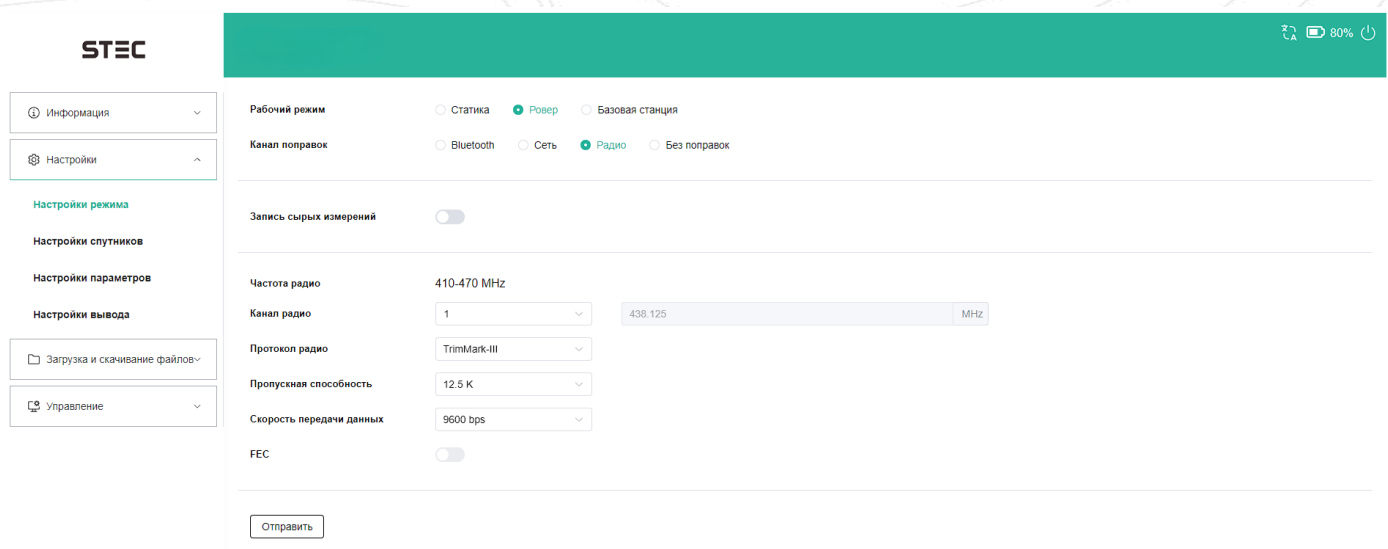 STEC
80%
Информация
Настройки
Настройки режима
Настройки спутников
Настройки параметров
Настройки вывода
Загрузка и скачивание файлов
Управление
Рабочий режим Статика Ровер Базовая станция
Канал поправок Bluetooth Сеть Радио Без поправок
Запись сырых измерений
Частота радио 410-470 MHz
Канал радио 1 438.125 MHz
Протокол радио TrimMark-III
Пропускная способность 12.5 K
Скорость передачи данных 9600 bps
FEC
Отправить